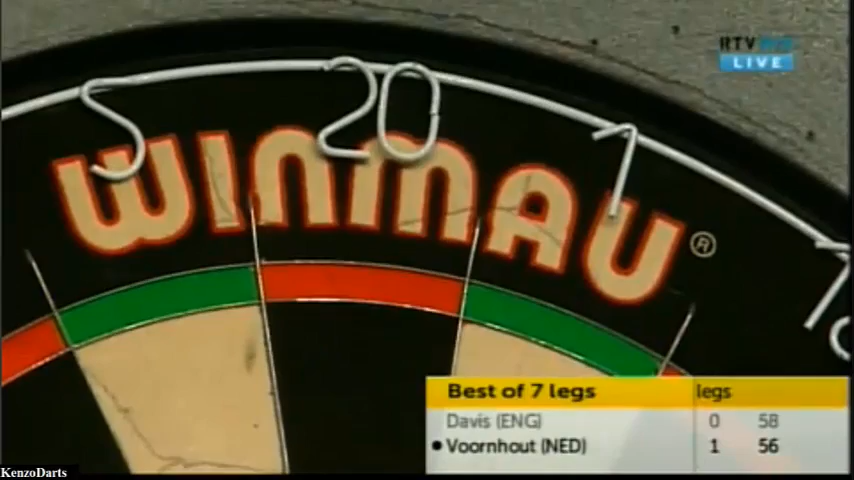 RTV
LIVE
5
20
1
18
WINMAU®
Best of 7 legs legs
Davis (ENG) 0 58
• Voornhout (NED) 1 56
KenzoDarts